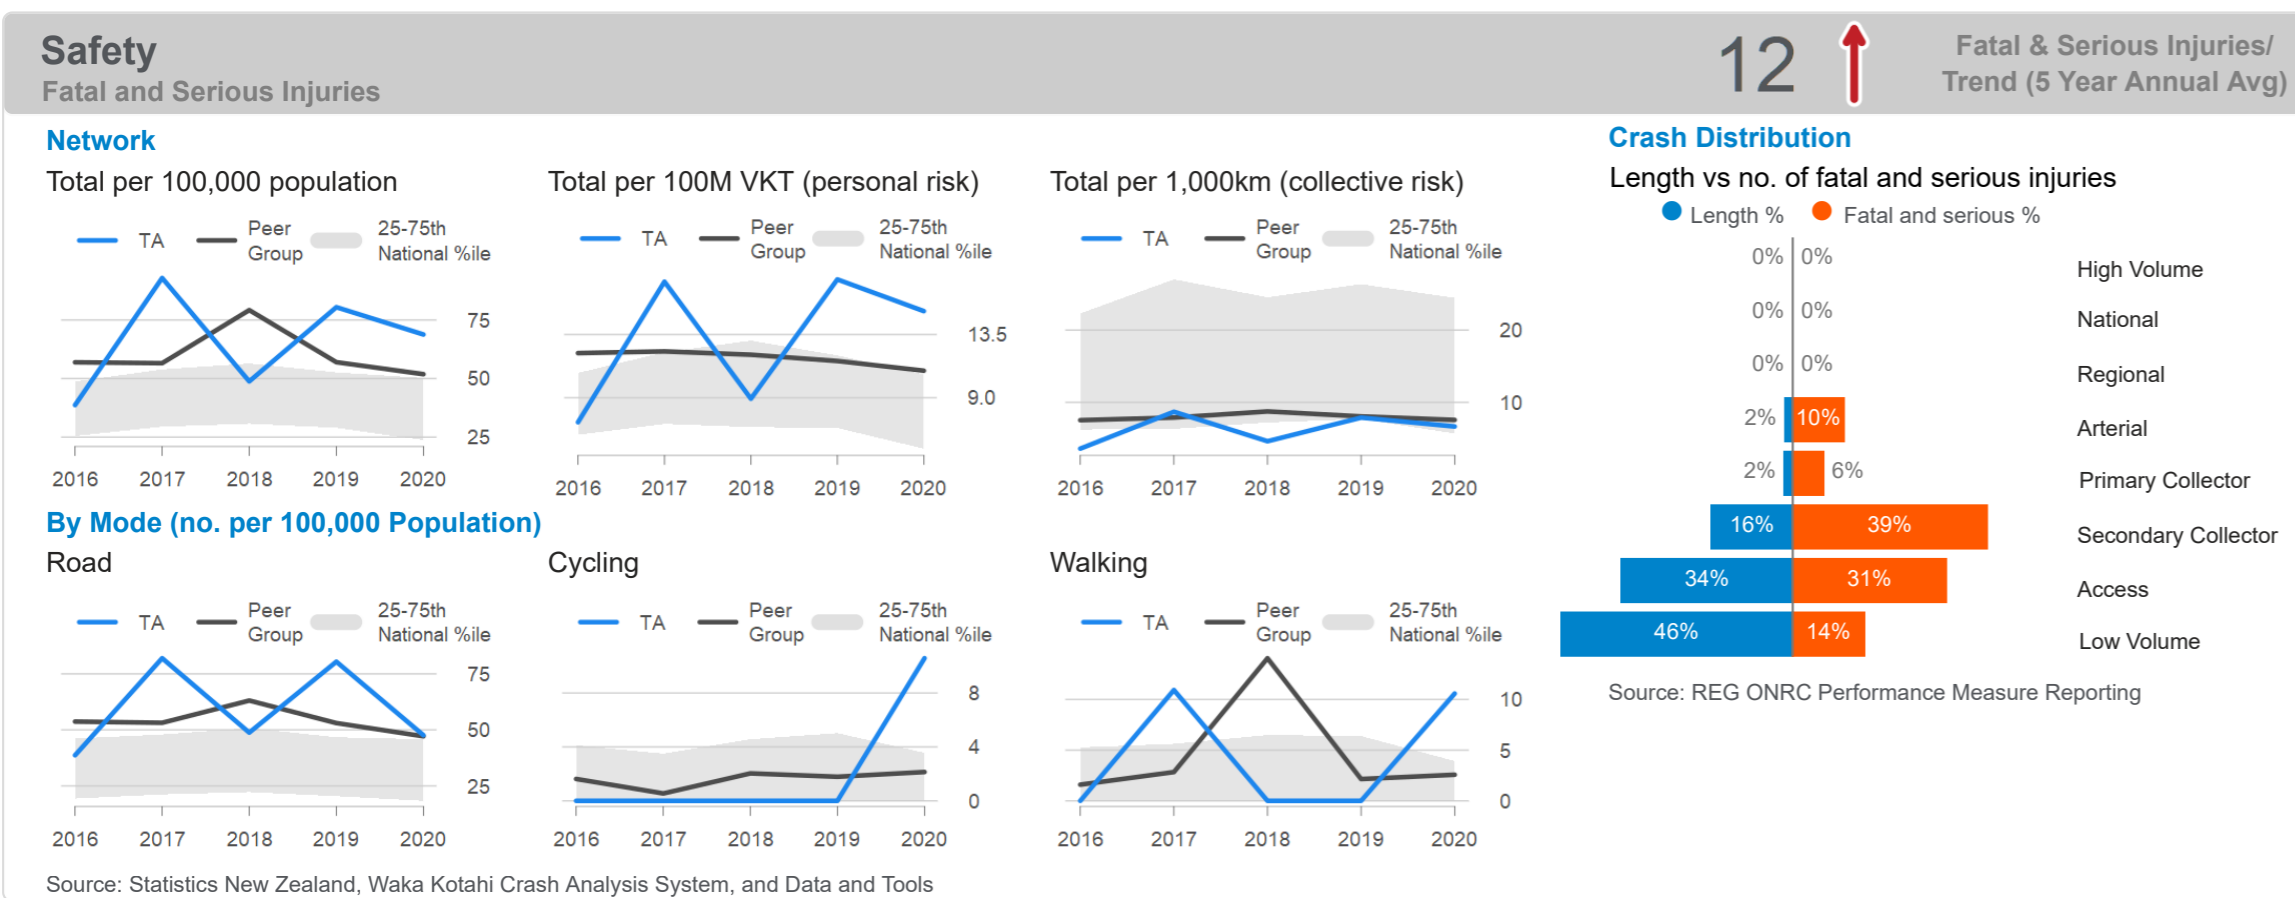 Safety
Fatal and Serious Injuries
12
Fatal & Serious Injuries/
Trend (5 Year Annual Avg)
Network
Total per 100,000 population
TA
Peer
Group
25-75th
National %ile
75
50
25
2016 2017 2018 2019 2020
Total per 100M VKT (personal risk)
TA
Peer
Group
25-75th
National %ile
13.5
9.0
2016 2017 2018 2019 2020
Total per 1,000km (collective risk)
TA
Peer
Group
25-75th
National %ile
20
10
2016 2017 2018 2019 2020
By Mode (no. per 100,000 Population)
Road
TA
Peer
Group
25-75th
National %ile
75
50
25
2016 2017 2018 2019 2020
Cycling
TA
Peer
Group
25-75th
National %ile
8
4
0
2016 2017 2018 2019 2020
Walking
TA
Peer
Group
25-75th
National %ile
10
5
0
2016 2017 2018 2019 2020
Source: Statistics New Zealand, Waka Kotahi Crash Analysis System, and Data and Tools
Crash Distribution
Length vs no. of fatal and serious injuries
Length % Fatal and serious %
0% 0% High Volume
0% 0% National
0% 0% Regional
2% 10% Arterial
2% 6% Primary Collector
16% 39% Secondary Collector
34% 31% Access
46% 14% Low Volume
Source: REG ONRC Performance Measure Reporting